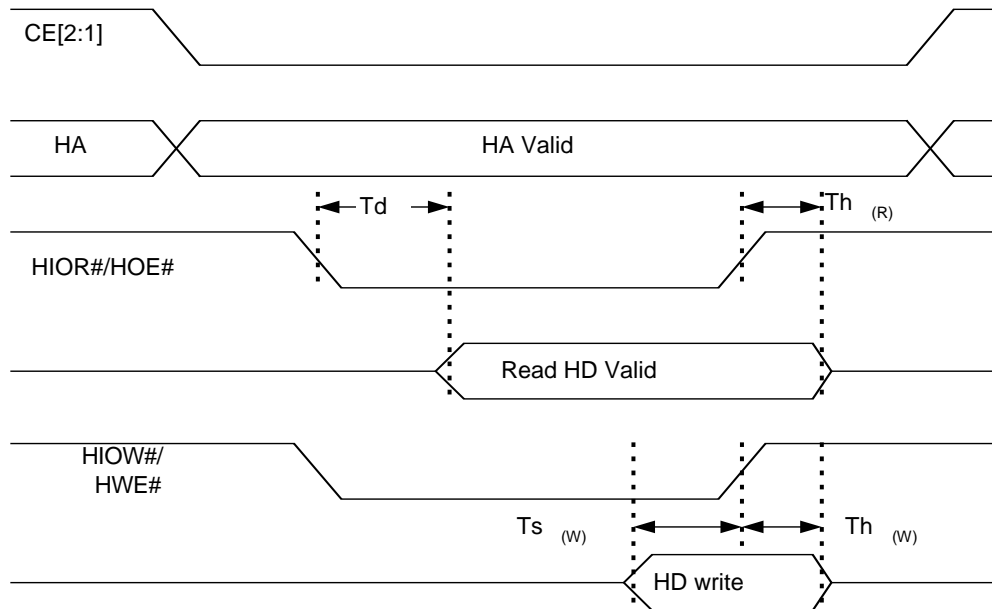 CE[2:1]
HA
HA Valid
Td
Th (R)
HIOR#/HOE#
Read HD Valid
HIOW#/
HWE#
Ts (W)
Th (W)
HD write